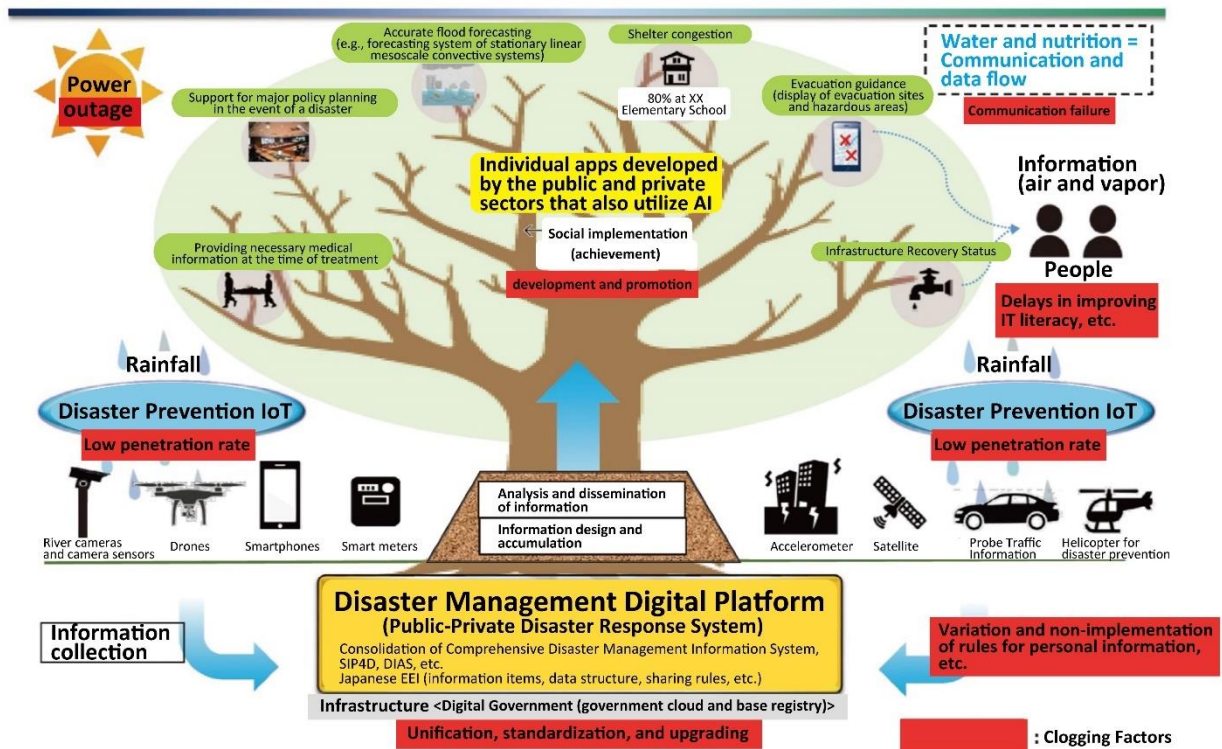 Power
outage
Accurate flood forecasting
(e.g., forecasting system of stationary linear
mesoscale convective systems)
Shelter congestion
80% at XX
Elementary School
Water and nutrition =
Communication and
data flow
Communication failure
Support for major policy planning
in the event of a disaster
Evacuation guidance
(display of evacuation sites
and hazardous areas)
Individual apps developed
by the public and private
sectors that also utilize AI
Information
(air and vapor)
People
Delays in improving
IT literacy, etc.
← Social implementation
(achievement)
development and promotion
Providing necessary medical
information at the time of treatment
Infrastructure Recovery Status
Rainfall
Disaster Prevention IoT
Low penetration rate
River cameras
and camera sensors
Drones
Smartphones
Smart meters
Analysis and dissemination
of information
Information design and
accumulation
Rainfall
Disaster Prevention IoT
Low penetration rate
Accelerometer
Satellite
Probe Traffic
Information
Helicopter for
disaster prevention
Information
collection
Disaster Management Digital Platform
(Public-Private Disaster Response System)
Consolidation of Comprehensive Disaster Management Information System,
SIP4D, DIAS, etc.
Japanese EEI (information items, data structure, sharing rules, etc.)
Infrastructure <Digital Government (government cloud and base registry)>
Unification, standardization, and upgrading
Variation and non-implementation
of rules for personal information,
etc.
: Clogging Factors